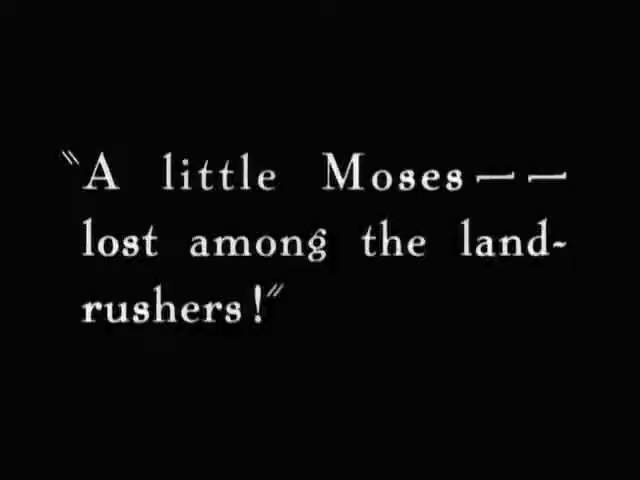 "A little Moses——
lost among the land-
rushers!"